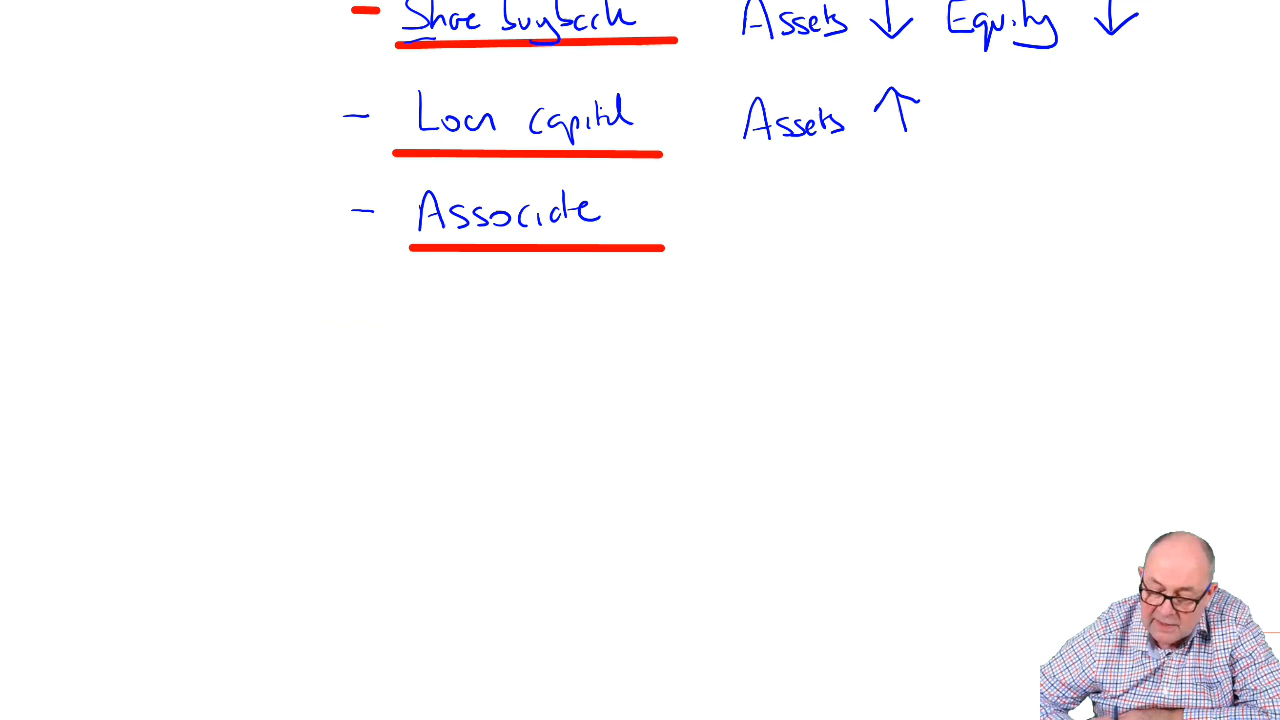 - Share buyback Assets ↓ Equity ↓
- Loan capital Assets ↑
- Associate